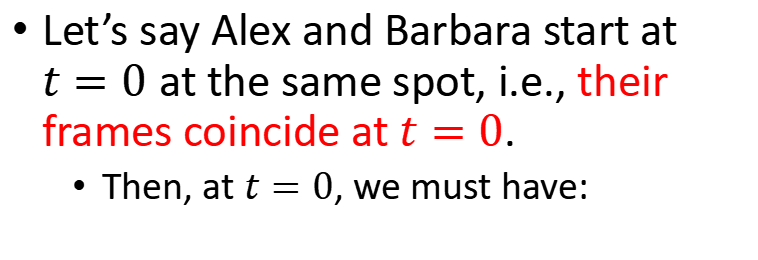 • Let's say Alex and Barbara start at
t = 0 at the same spot, i.e., their
frames coincide at t = 0.
• Then, at t = 0, we must have: